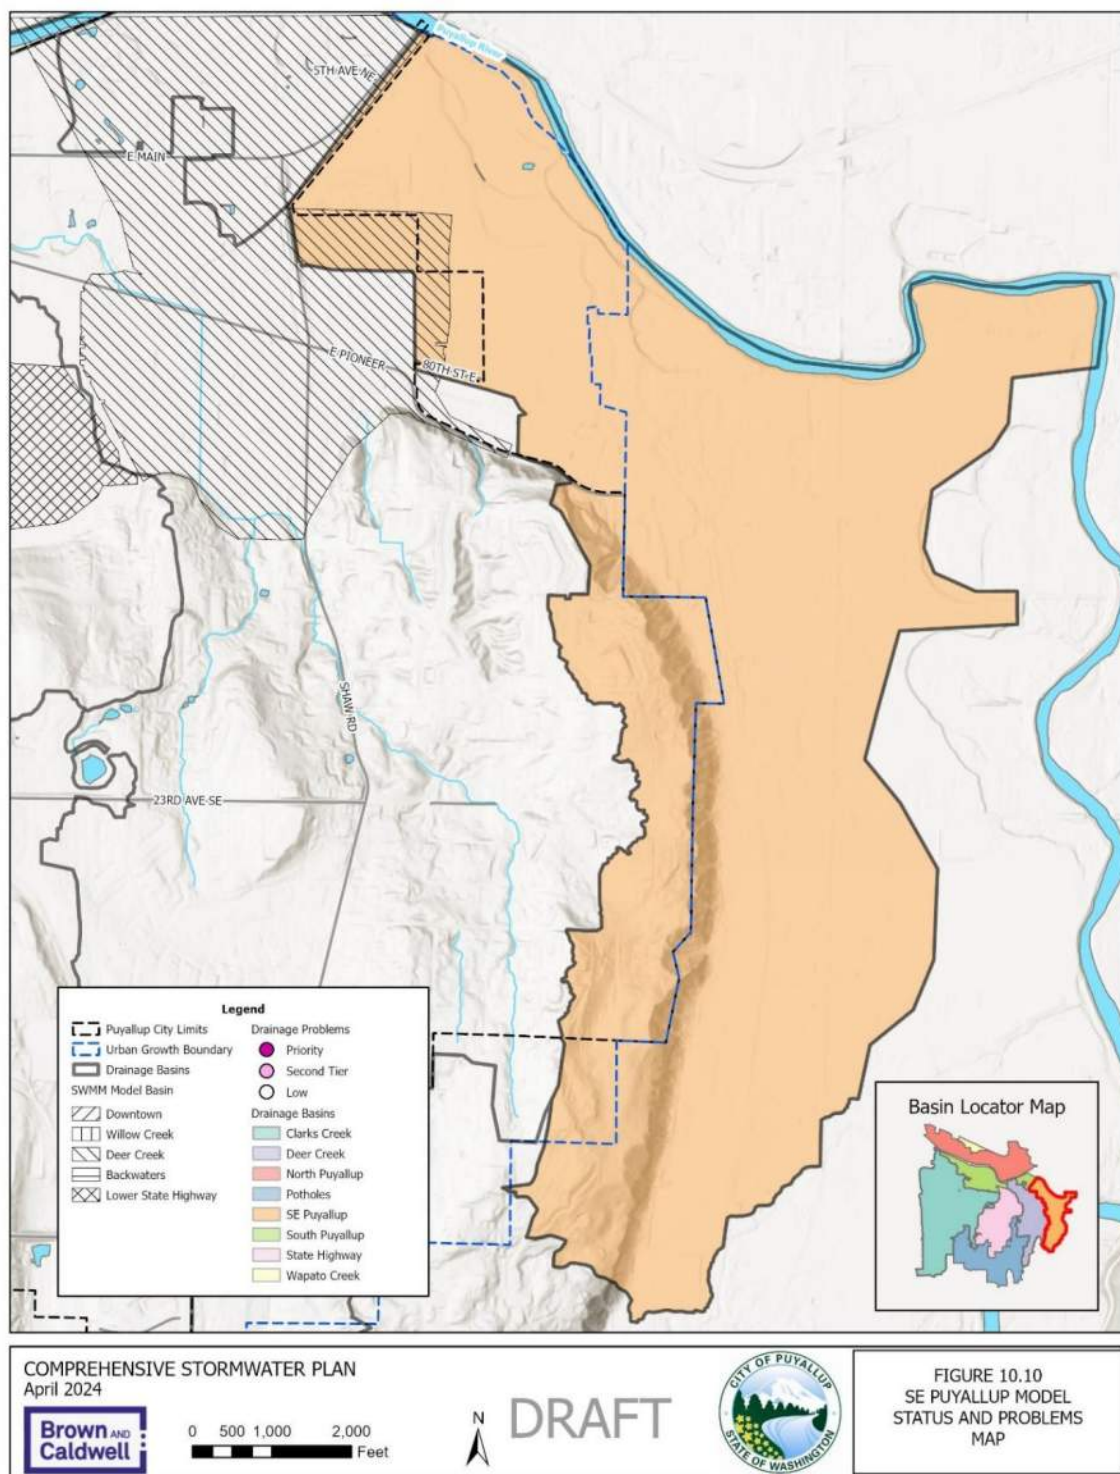 Puyallup River
5TH AVE NE
E MAIN
E PIONEER
80TH ST E
SHAW RD
23RD AVE SE
Legend
Puyallup City Limits
Urban Growth Boundary
Drainage Basins
SWMM Model Basin
Downtown
Willow Creek
Deer Creek
Backwaters
Lower State Highway
Drainage Problems
Priority
Second Tier
Low
Drainage Basins
Clarks Creek
Deer Creek
North Puyallup
Potholes
SE Puyallup
South Puyallup
State Highway
Wapato Creek
Basin Locator Map
COMPREHENSIVE STORMWATER PLAN
April 2024
Brown AND
Caldwell
0 500 1,000 2,000
Feet
N
DRAFT
CITY OF PUYALLUP
STATE OF WASHINGTON
FIGURE 10.10
SE PUYALLUP MODEL
STATUS AND PROBLEMS
MAP